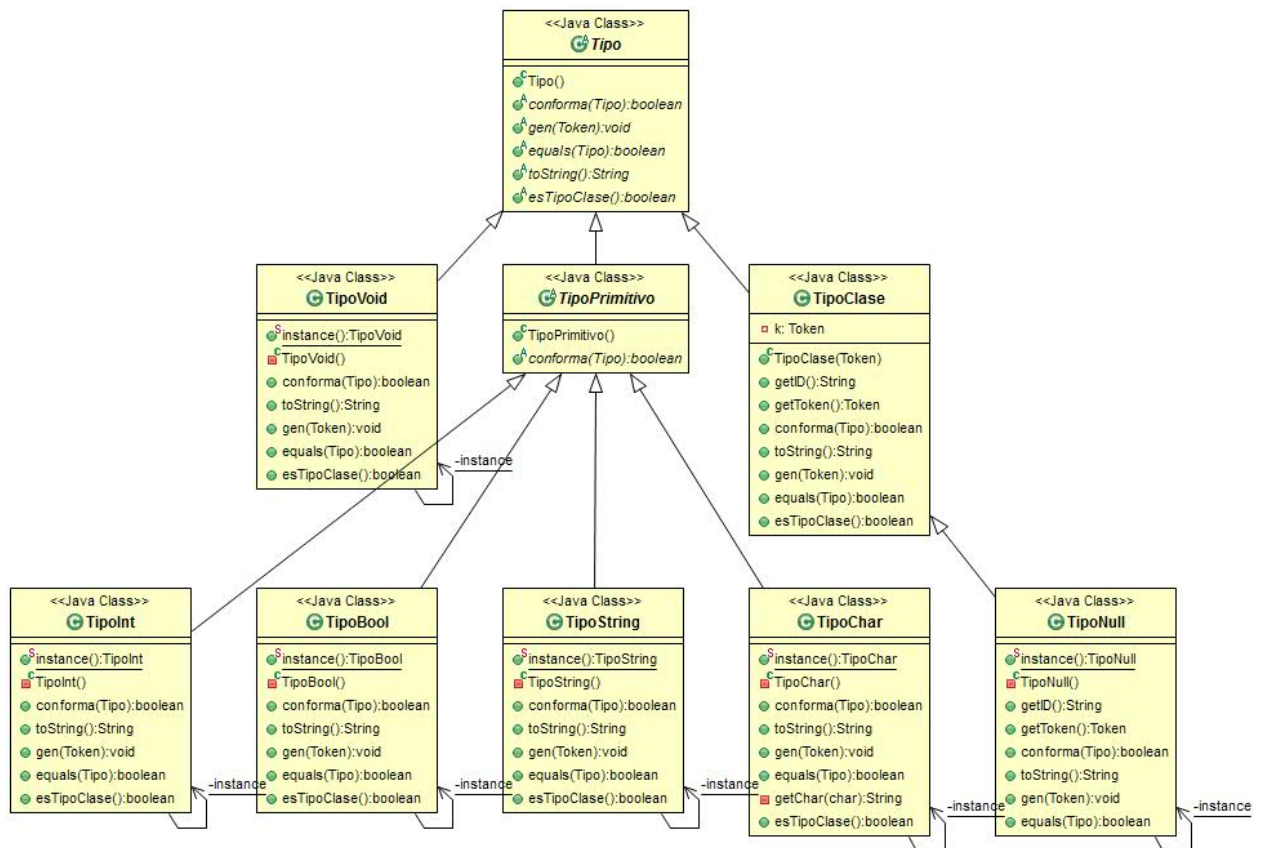 <<Java Class>>
Tipo
Tipo()
conforma(Tipo):boolean
gen(Token):void
equals(Tipo):boolean
toString():String
esTipoClase():boolean
<<Java Class>>
TipoVoid
instance():TipoVoid
TipoVoid()
conforma(Tipo):boolean
toString():String
gen(Token):void
equals(Tipo):boolean
esTipoClase():boolean
-instance
<<Java Class>>
TipoPrimitivo
TipoPrimitivo()
conforma(Tipo):boolean
<<Java Class>>
TipoClase
k: Token
TipoClase(Token)
getID():String
getToken():Token
conforma(Tipo):boolean
toString():String
gen(Token):void
equals(Tipo):boolean
esTipoClase():boolean
<<Java Class>>
TipoInt
instance():TipoInt
TipoInt()
conforma(Tipo):boolean
toString():String
gen(Token):void
equals(Tipo):boolean
esTipoClase():boolean
-instance
<<Java Class>>
TipoBool
instance():TipoBool
TipoBool()
conforma(Tipo):boolean
toString():String
gen(Token):void
equals(Tipo):boolean
esTipoClase():boolean
-instance
<<Java Class>>
TipoString
instance():TipoString
TipoString()
conforma(Tipo):boolean
toString():String
gen(Token):void
equals(Tipo):boolean
esTipoClase():boolean
-instance
<<Java Class>>
TipoChar
instance():TipoChar
TipoChar()
conforma(Tipo):boolean
toString():String
gen(Token):void
equals(Tipo):boolean
getChar(char):String
esTipoClase():boolean
-instance
<<Java Class>>
TipoNull
instance():TipoNull
TipoNull()
getID():String
getToken():Token
conforma(Tipo):boolean
toString():String
gen(Token):void
equals(Tipo):boolean
-instance